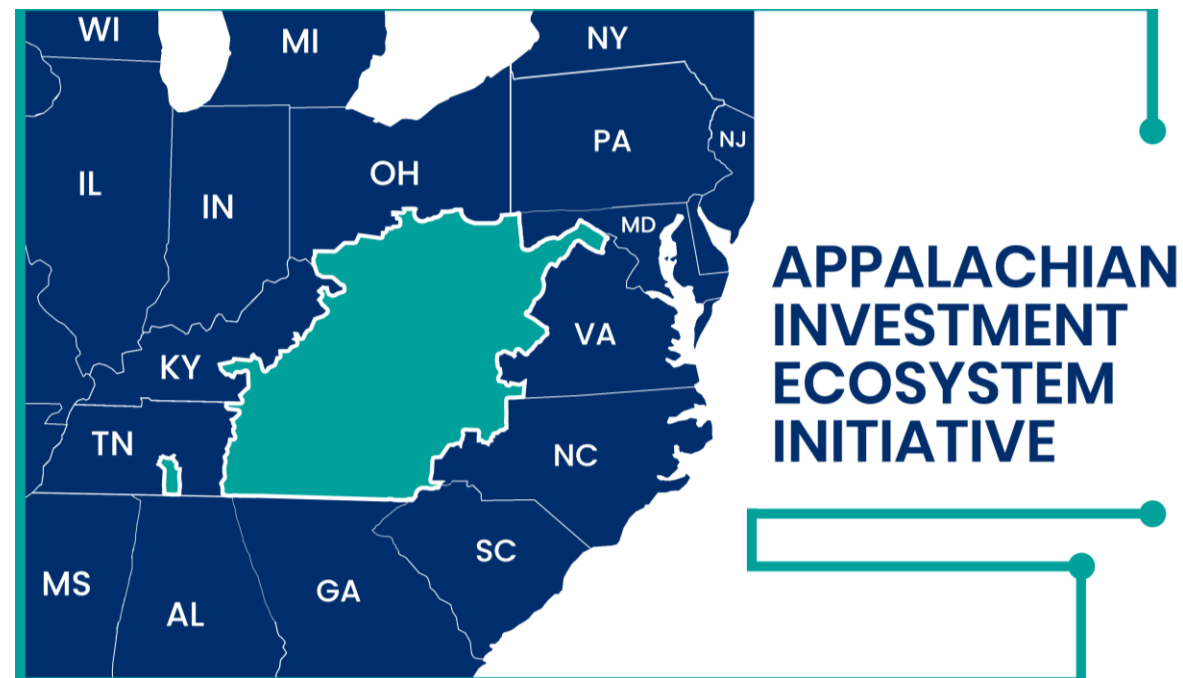 WI
MI
NY
PA
NJ
OH
IL
IN
MD
VA
KY
TN
NC
SC
MS
AL
GA
APPALACHIAN
INVESTMENT
ECOSYSTEM
INITIATIVE